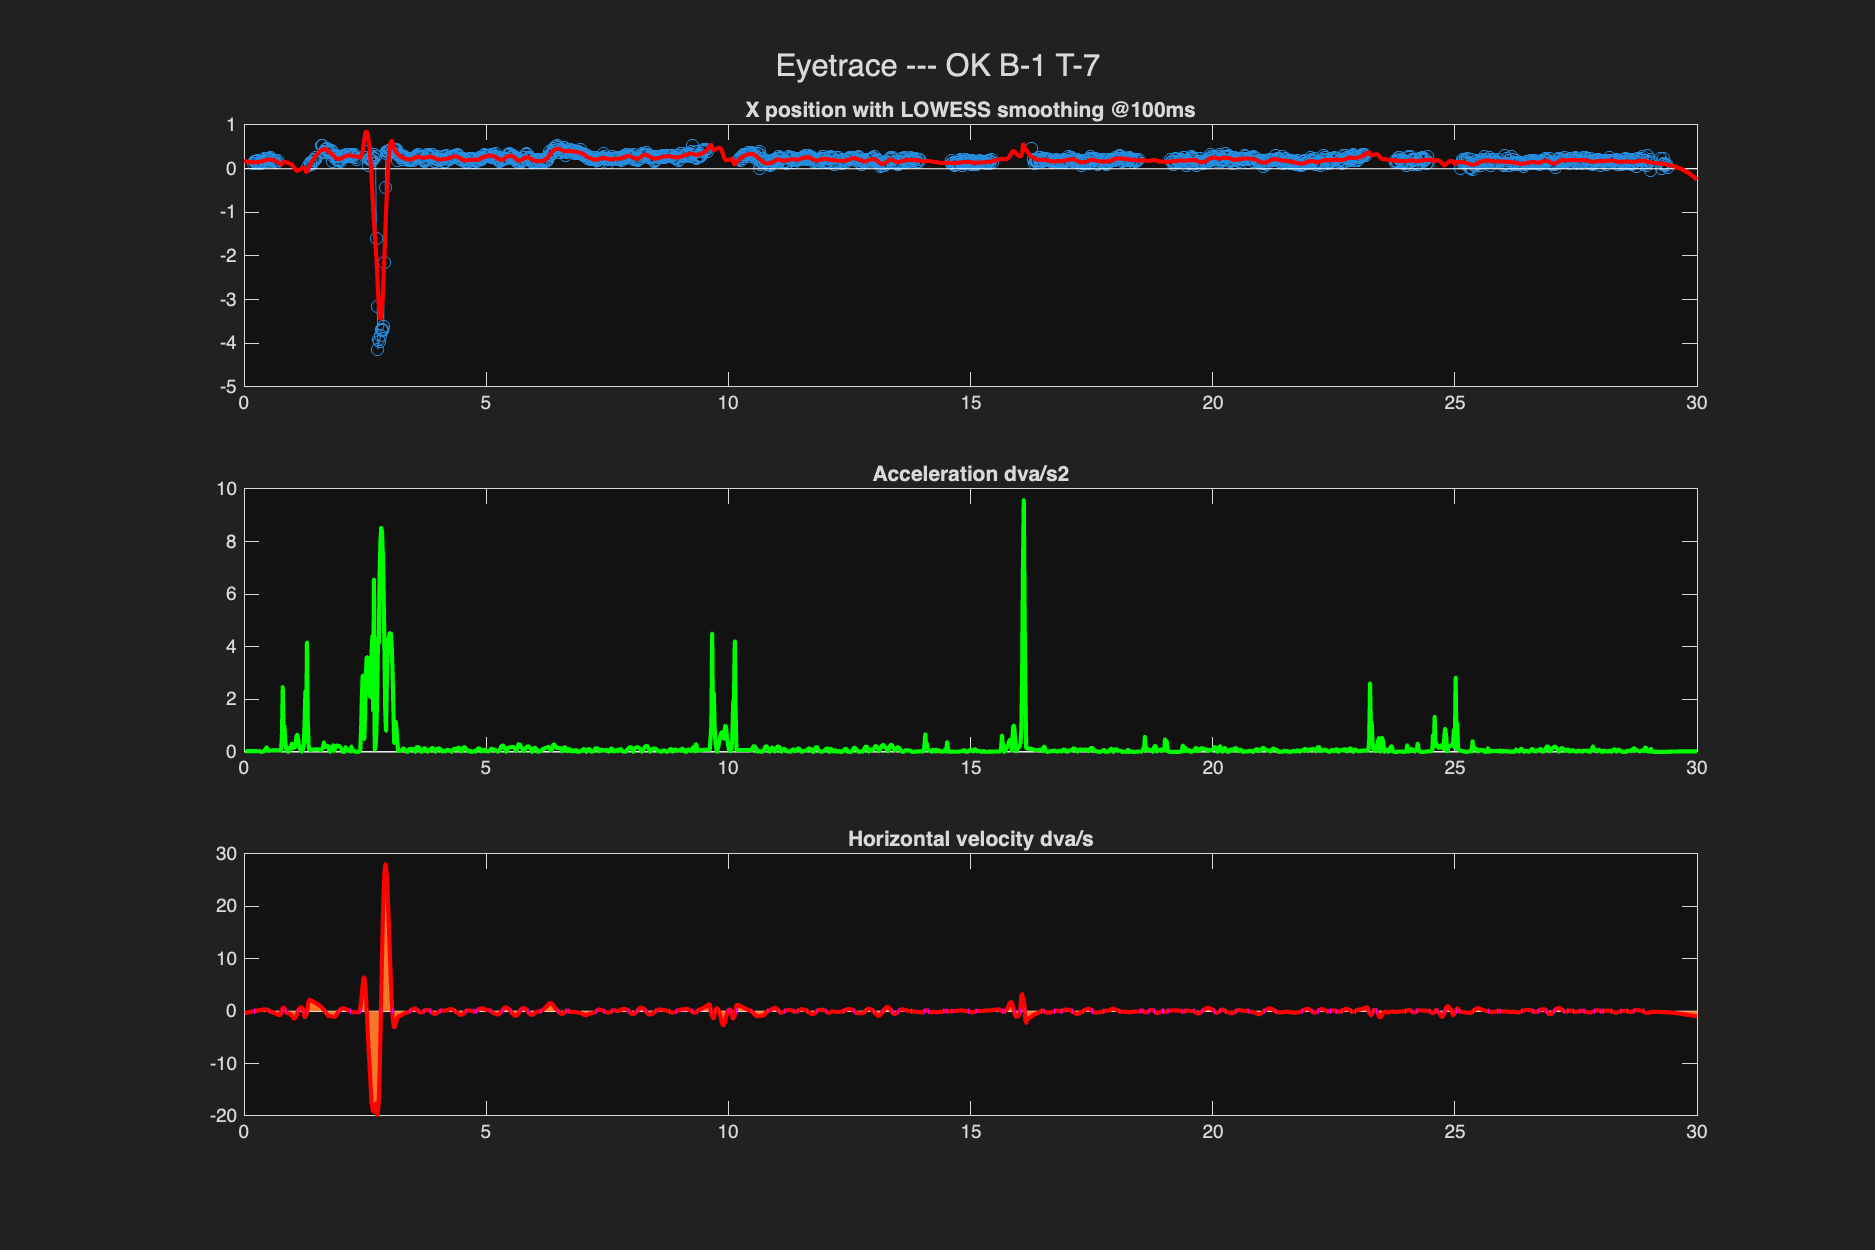 Eyetrace --- OK B-1 T-7
X position with LOWESS smoothing @100ms
1
0
-1
-2
-3
-4
-5
0 5 10 15 20 25 30
Acceleration dva/s2
10
8
6
4
2
0
0 5 10 15 20 25 30
Horizontal velocity dva/s
30
20
10
0
-10
-20
0 5 10 15 20 25 30